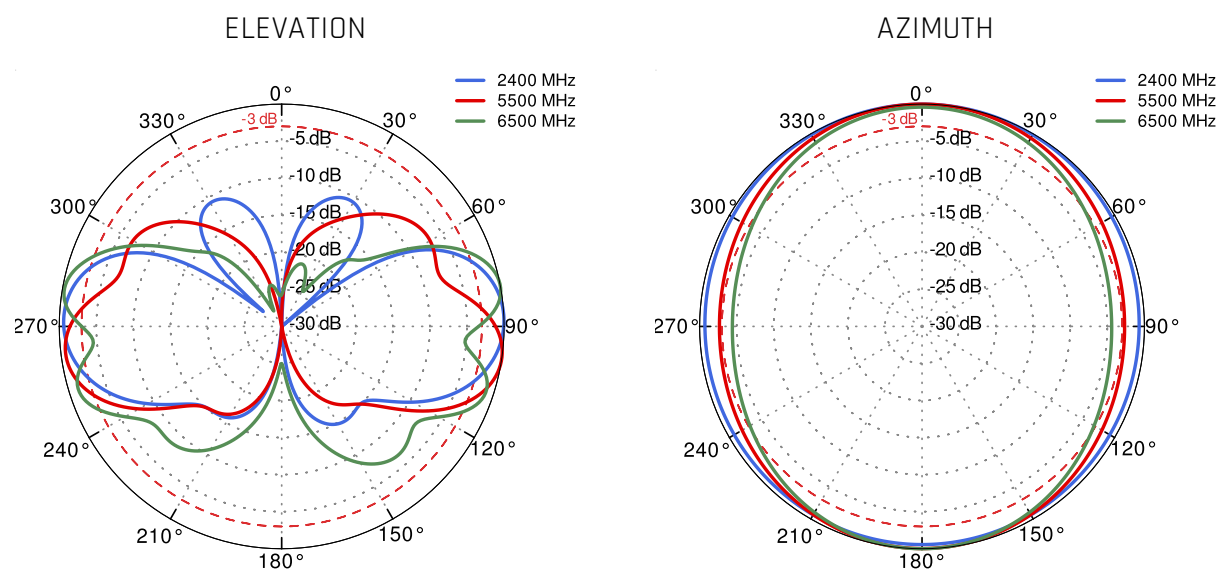 ELEVATION
2400 MHz
5500 MHz
6500 MHz
0°
330°
-3 dB
30°
-5 dB
-10 dB
300°
-15 dB
60°
-20 dB
-25 dB
270°
-30 dB
90°
240°
120°
210°
150°
180°
AZIMUTH
2400 MHz
5500 MHz
6500 MHz
0°
330°
-3 dB
30°
-5 dB
-10 dB
300°
-15 dB
60°
-20 dB
-25 dB
270°
-30 dB
90°
240°
120°
210°
150°
180°